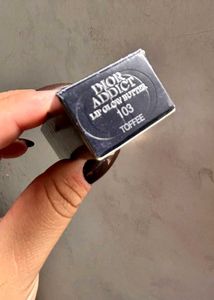 DIOR
ADDICT
LIP GLOW BUTTER
103
TOFFEE